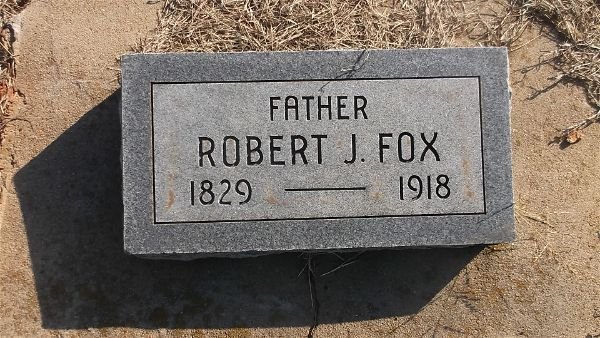 FATHER
ROBERT J. FOX
1829 — 1918